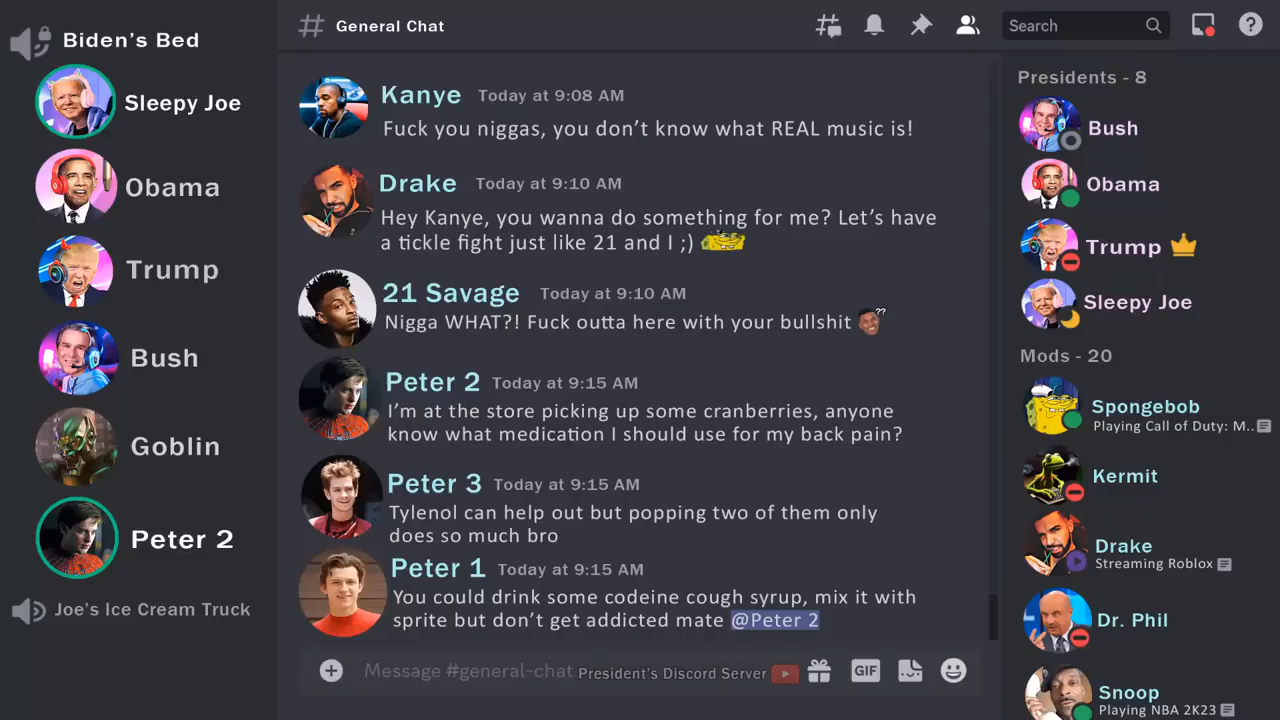 Biden's Bed
Sleepy Joe
Obama
Trump
Bush
Goblin
Peter 2
Joe's Ice Cream Truck
# General Chat
Search
Kanye Today at 9:08 AM
Fuck you niggas, you don't know what REAL music is!
Drake Today at 9:10 AM
Hey Kanye, you wanna do something for me? Let's have
a tickle fight just like 21 and I ;)
21 Savage Today at 9:10 AM
Nigga WHAT?! Fuck outta here with your bullshit ??
Peter 2 Today at 9:15 AM
I'm at the store picking up some cranberries, anyone
know what medication I should use for my back pain?
Peter 3 Today at 9:15 AM
Tylenol can help out but popping two of them only
does so much bro
Peter 1 Today at 9:15 AM
You could drink some codeine cough syrup, mix it with
sprite but don't get addicted mate @Peter 2
Message #general-chat President's Discord Server GIF
Presidents - 8
Bush
Obama
Trump
Sleepy Joe
Mods - 20
Spongebob
Playing Call of Duty: M..
Kermit
Drake
Streaming Roblox
Dr. Phil
Snoop
Playing NBA 2K23